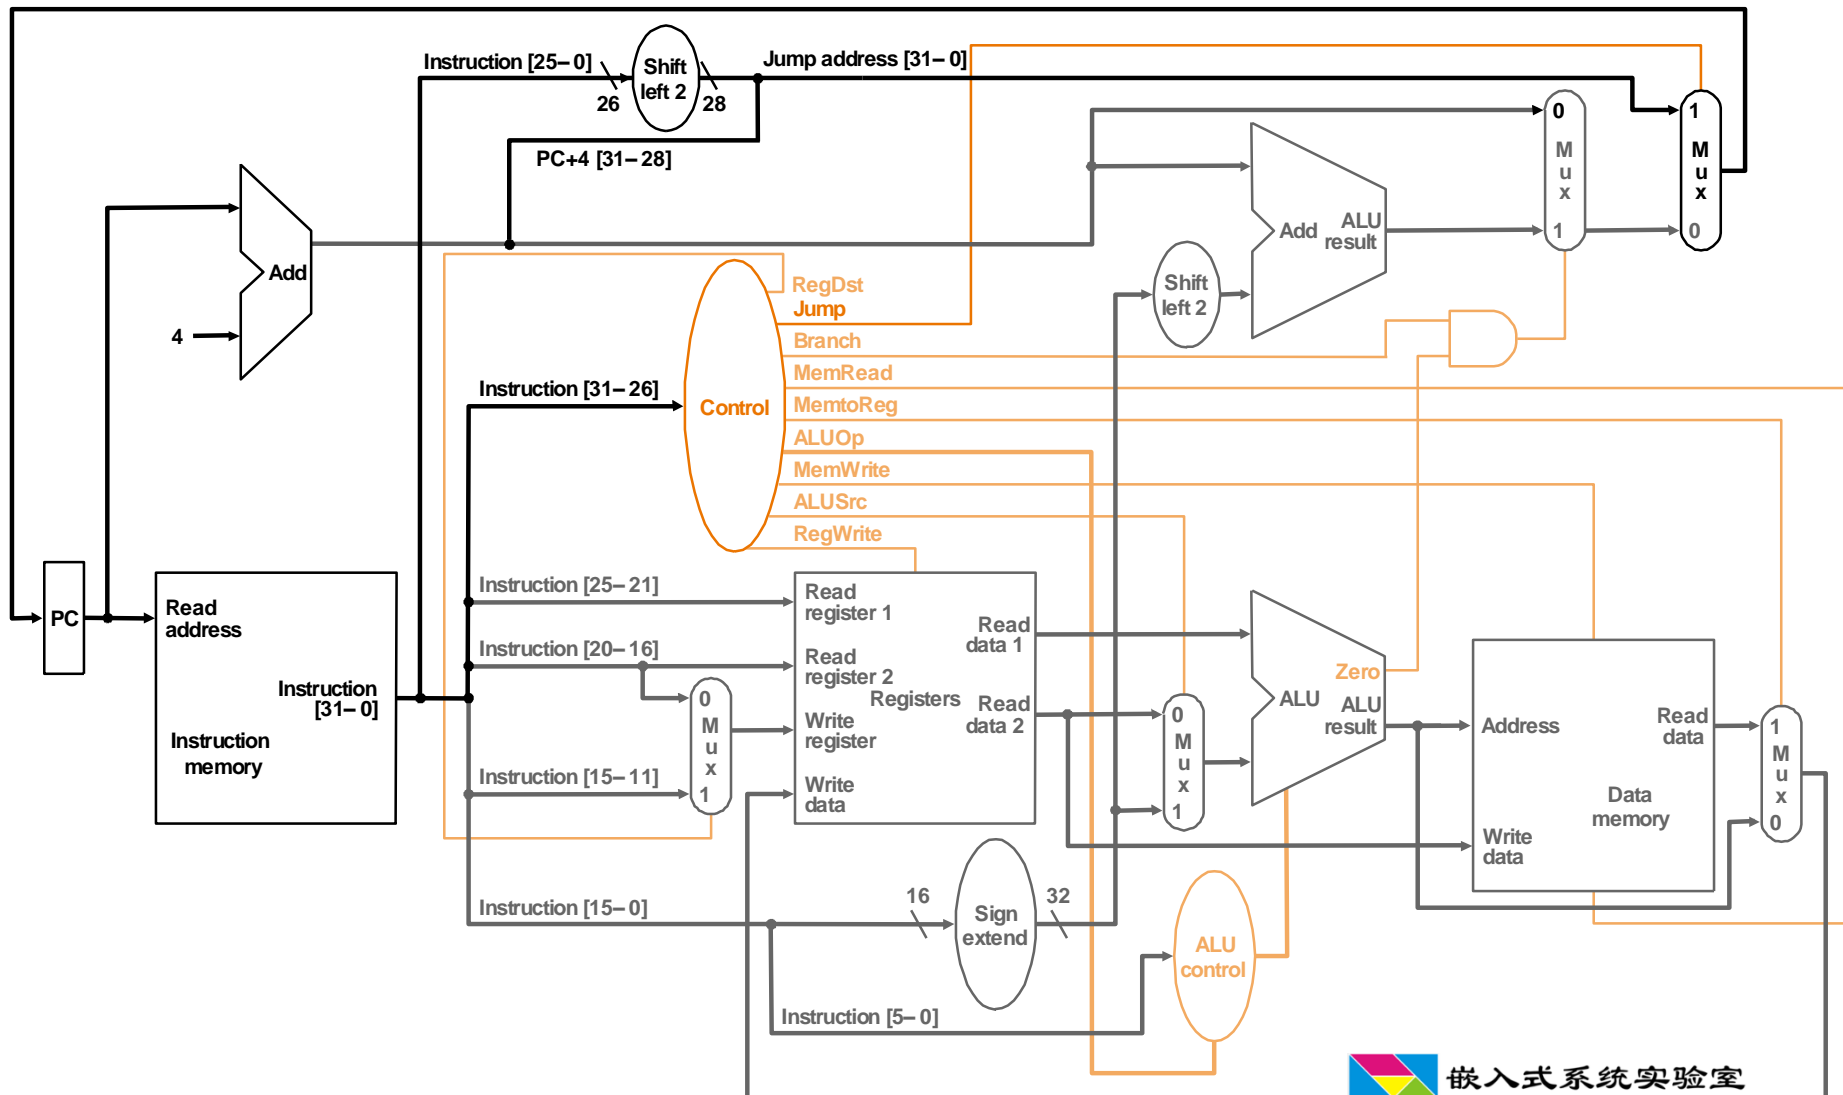 Instruction [25–0]
Shift
left 2
26
28
Jump address [31–0]
PC+4 [31–28]
0
M
u
x
1
1
M
u
x
0
Add
4
Add
ALU
result
Shift
left 2
RegDst
Jump
Branch
MemRead
MemtoReg
ALUOp
MemWrite
ALUSrc
RegWrite
Control
Instruction [31–26]
PC
Read
address
Instruction
[31–0]
Instruction
memory
Instruction [25–21]
Instruction [20–16]
Instruction [15–11]
Instruction [15–0]
Instruction [5–0]
0
M
u
x
1
Read
register 1
Read
register 2
Write
register
Write
data
Registers
Read
data 1
Read
data 2
0
M
u
x
1
Zero
ALU
ALU
result
Address
Write
data
Read
data
Data
memory
1
M
u
x
0
16
Sign
extend
32
ALU
control
嵌入式系统实验室